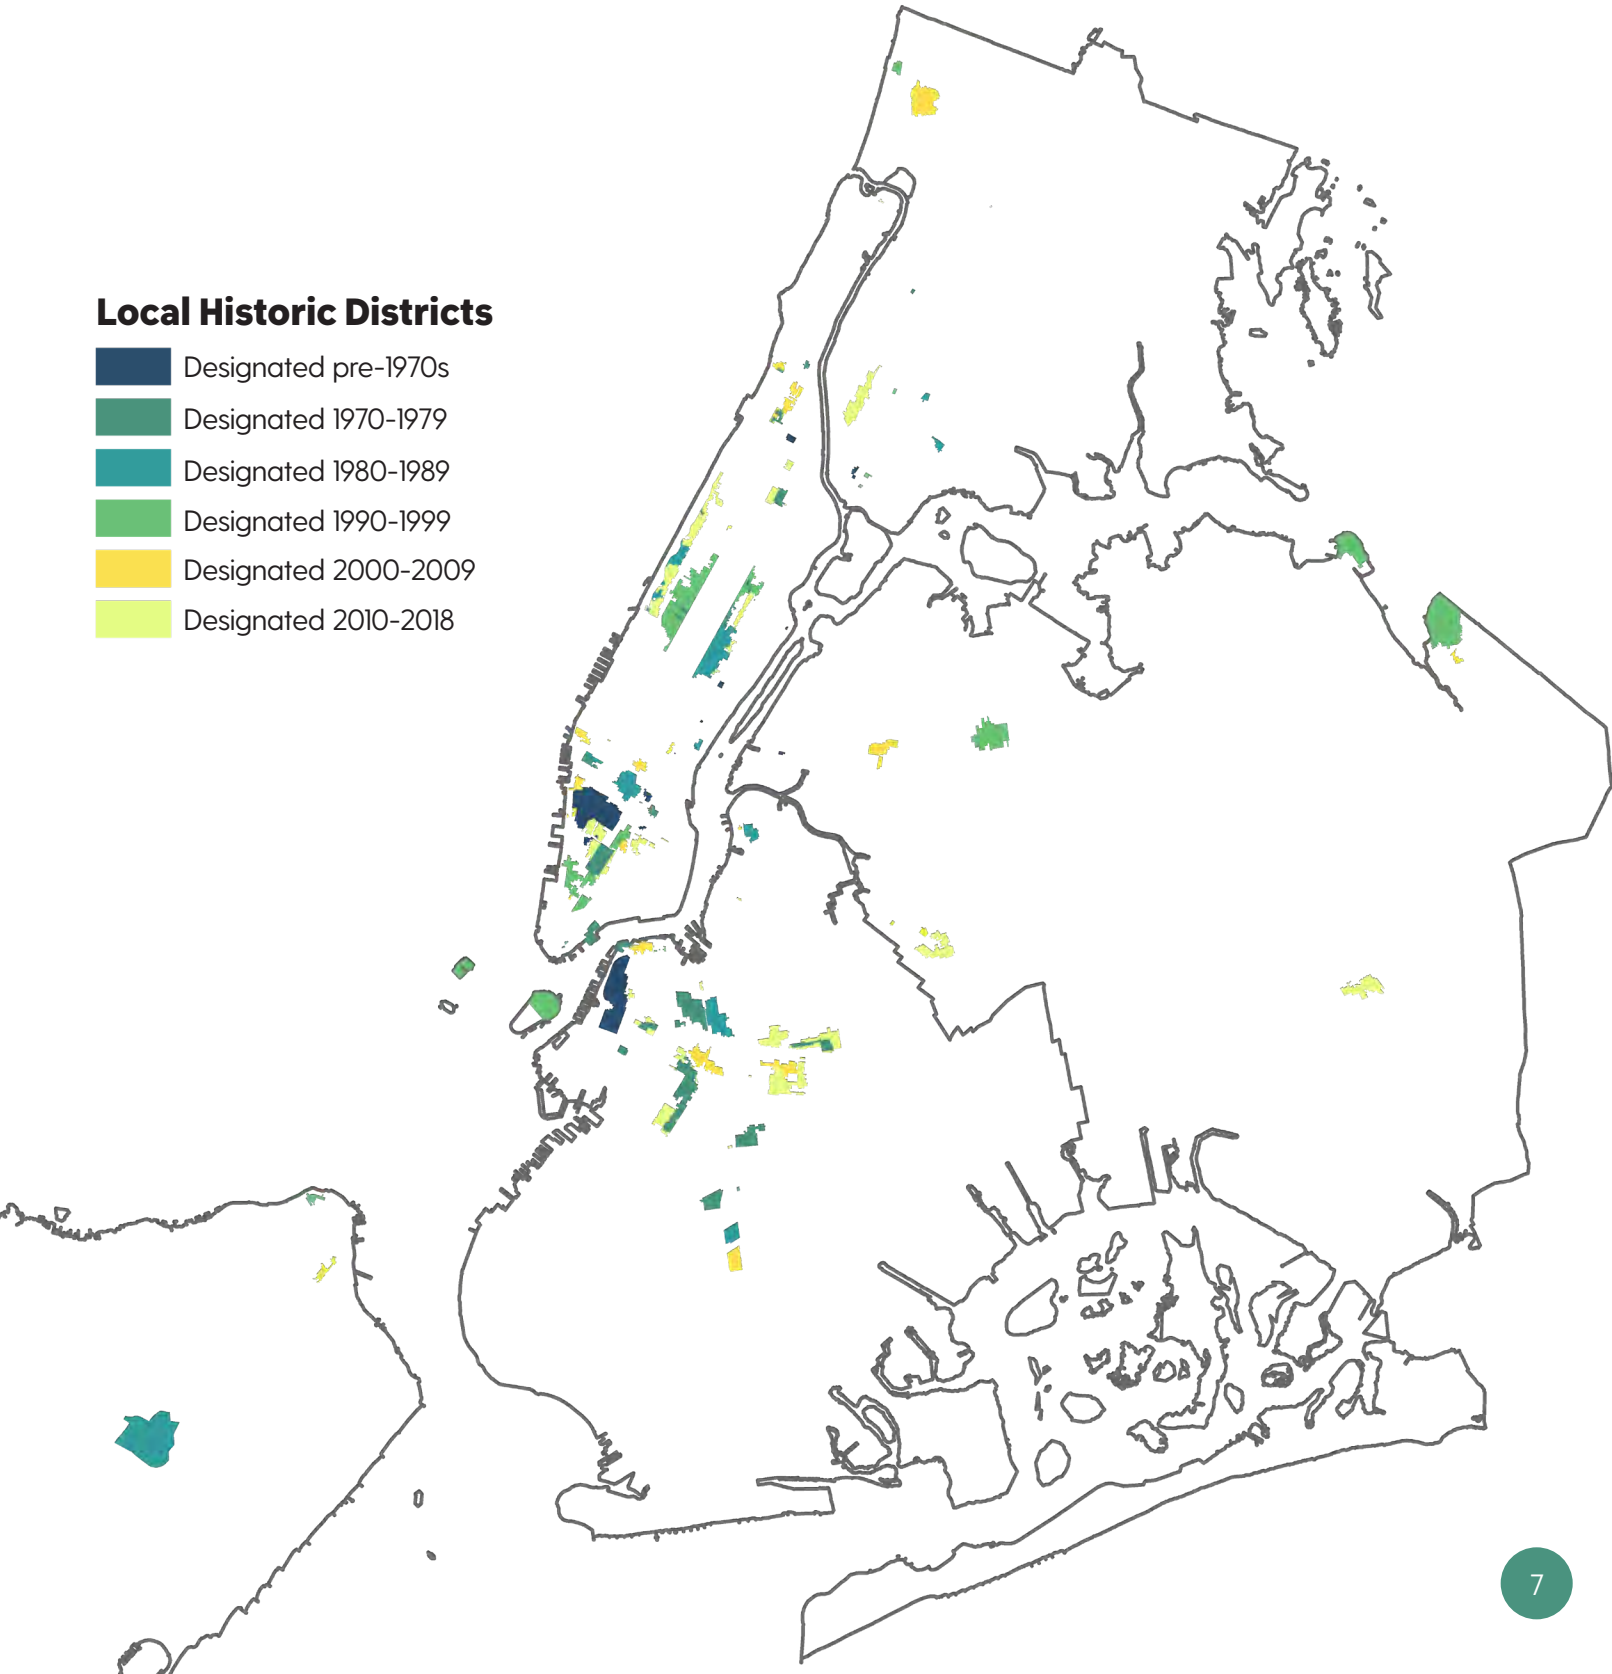 Local Historic Districts
Designated pre-1970s
Designated 1970-1979
Designated 1980-1989
Designated 1990-1999
Designated 2000-2009
Designated 2010-2018
7